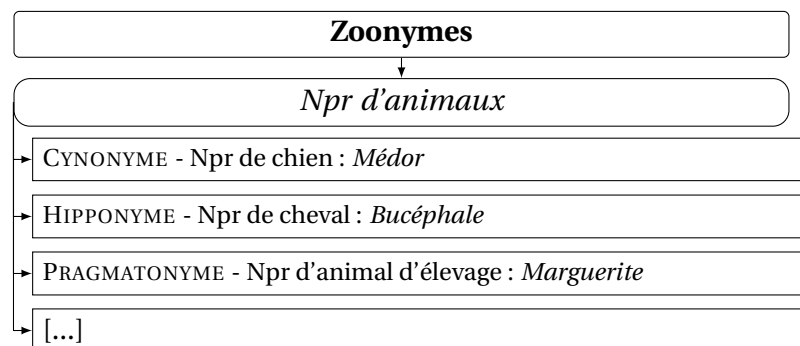 Zoonymes
Npr d'animaux
CYNONYME - Npr de chien : Médor
HIPPONYME - Npr de cheval : Bucéphale
PRAGMATONYME - Npr d'animal d'élevage : Marguerite
[...]